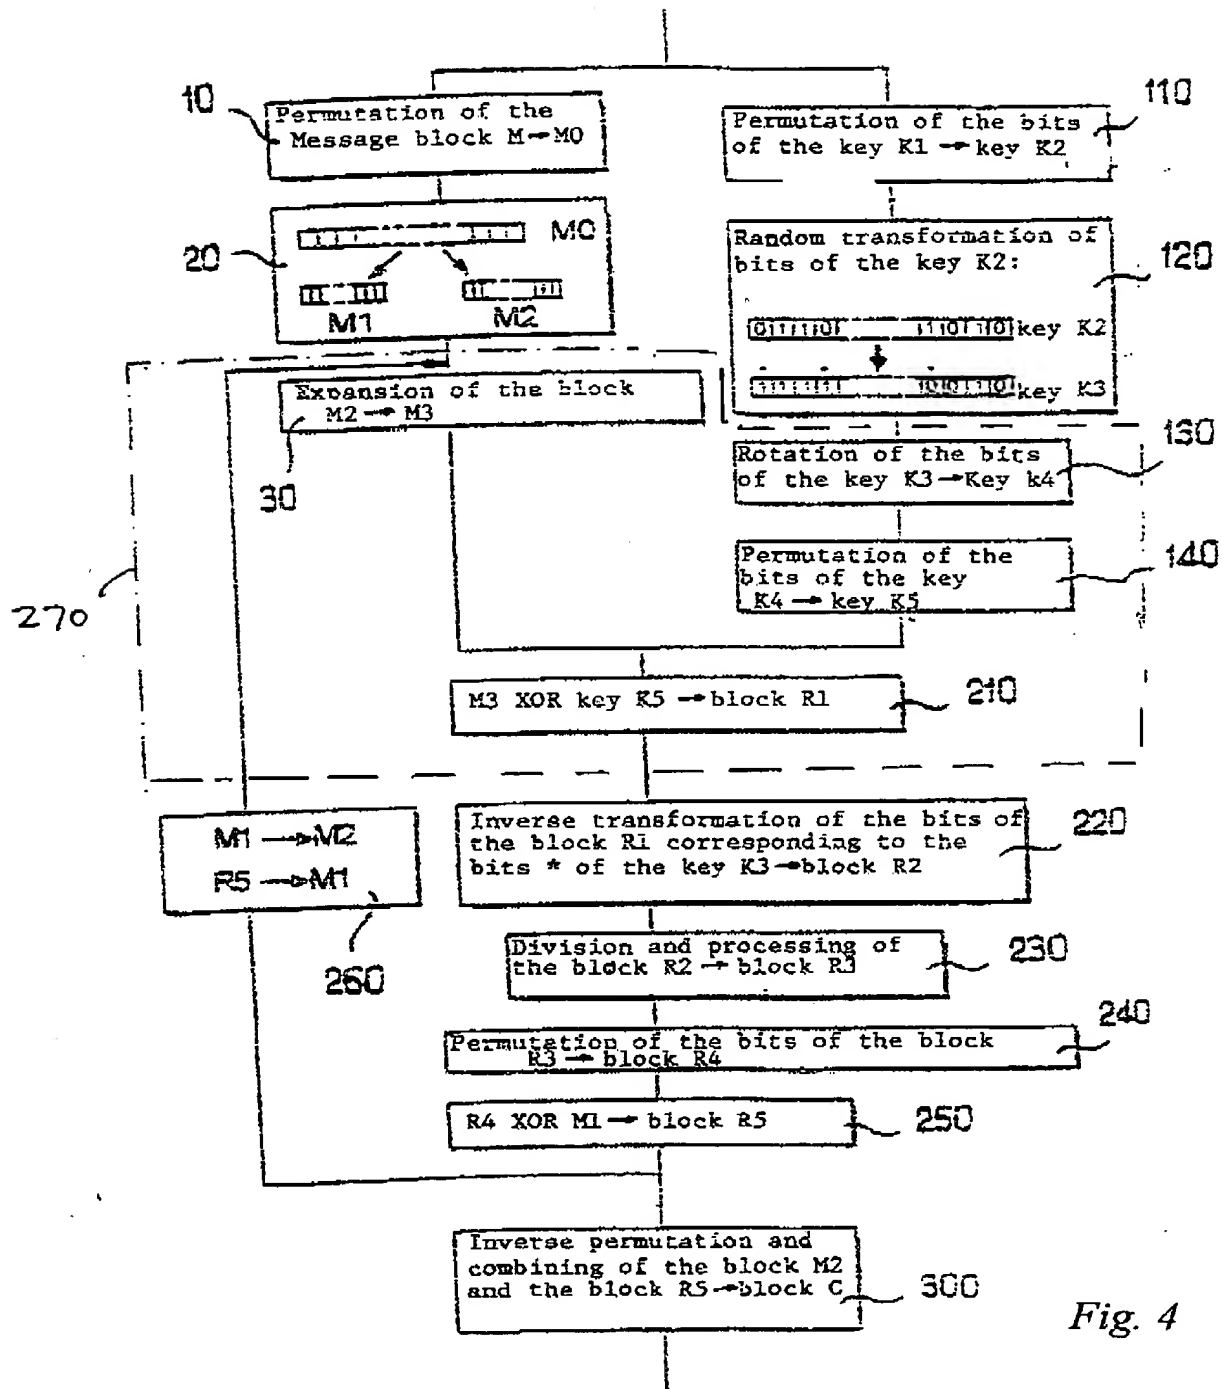 10
Permutation of the
Message block M→M0
110
Permutation of the bits
of the key K1 → key K2
20
M0
M1
M2
120
Random transformation of
bits of the key K2:
key K2
key K3
Expansion of the block
M2 → M3
30
130
Rotation of the bits
of the key K3→Key k4
140
Permutation of the
bits of the key
K4 → key K5
270
M3 XOR key K5 → block R1
210
M1 → M2
R5 → M1
260
Inverse transformation of the bits of
the block R1 corresponding to the
bits * of the key K3→block R2
220
Division and processing of
the block R2 → block R3
230
Permutation of the bits of the block
R3 → block R4
240
R4 XOR M1 → block R5
250
Inverse permutation and
combining of the block M2
and the block R5→block C
300
Fig. 4